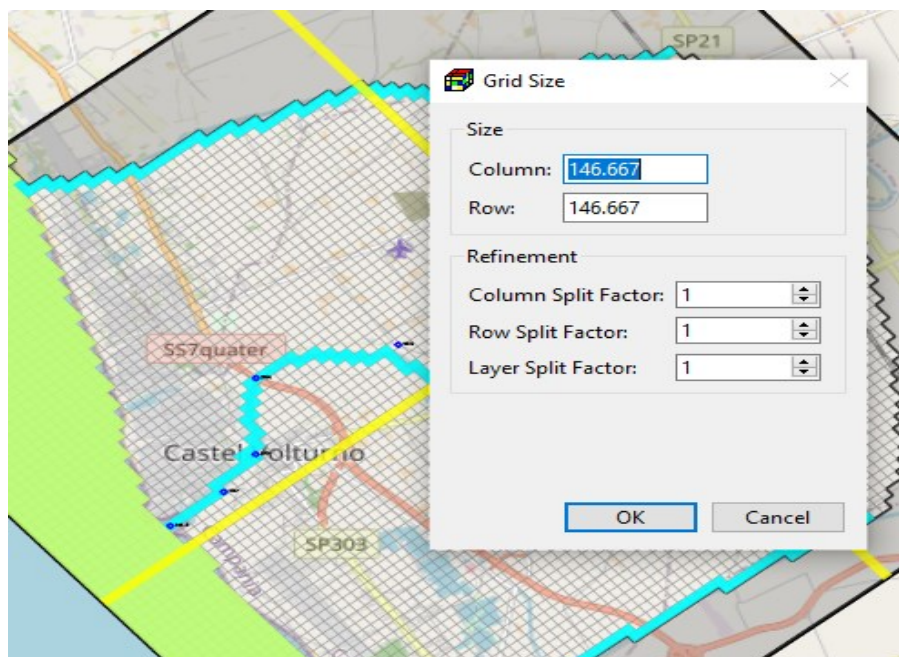 SP21
Grid Size
Size
Column: 146.667
Row: 146.667
Refinement
Column Split Factor: 1
Row Split Factor: 1
Layer Split Factor: 1
OK Cancel
SS7quater
Castel Volturno
SP303
ampania